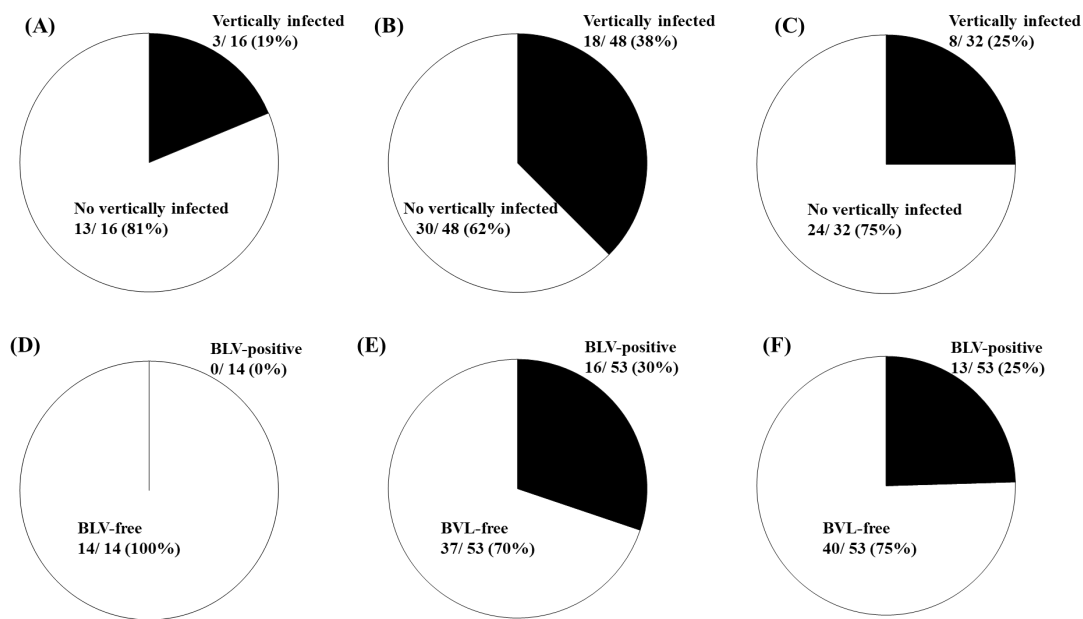 (A)
Vertically infected
3/ 16 (19%)
No vertically infected
13/ 16 (81%)
(B)
Vertically infected
18/ 48 (38%)
No vertically infected
30/ 48 (62%)
(C)
Vertically infected
8/ 32 (25%)
No vertically infected
24/ 32 (75%)
(D)
BLV-positive
0/ 14 (0%)
BLV-free
14/ 14 (100%)
(E)
BLV-positive
16/ 53 (30%)
BVL-free
37/ 53 (70%)
(F)
BLV-positive
13/ 53 (25%)
BVL-free
40/ 53 (75%)